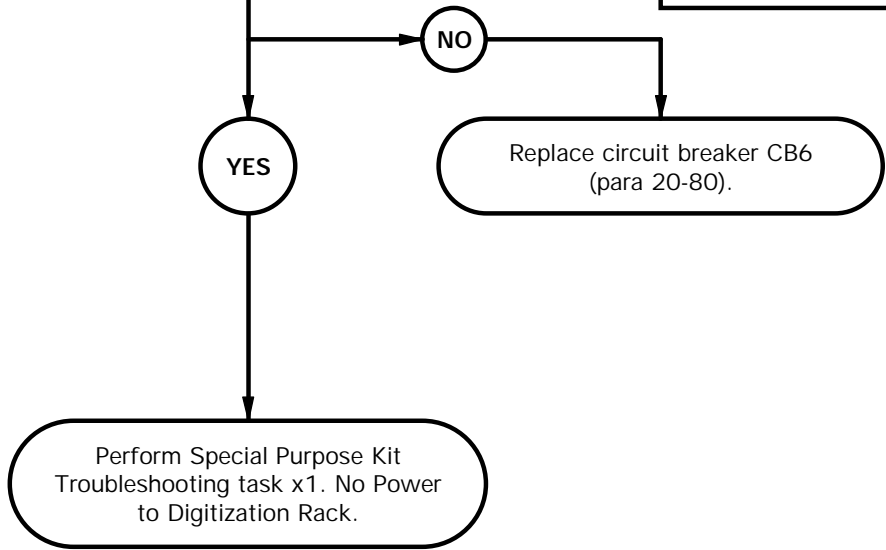 NO
YES
Replace circuit breaker CB6
(para 20-80).
Perform Special Purpose Kit
Troubleshooting task x1. No Power
to Digitization Rack.